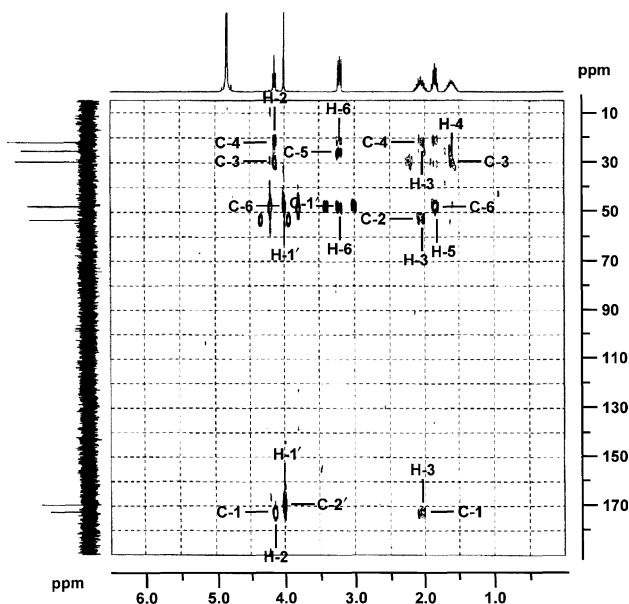 ppm
H-2
H-6
10
C-4
C-4
H-4
C-5
C-3
30
C-3
H-3
C-6
C-1′
C-6
C-2
50
H-1′
H-6
H-3
H-5
70
90
110
130
150
H-1′
H-3
170
C-1
C-2′
C-1
H-2
ppm
6.0
5.0
4.0
3.0
2.0
1.0